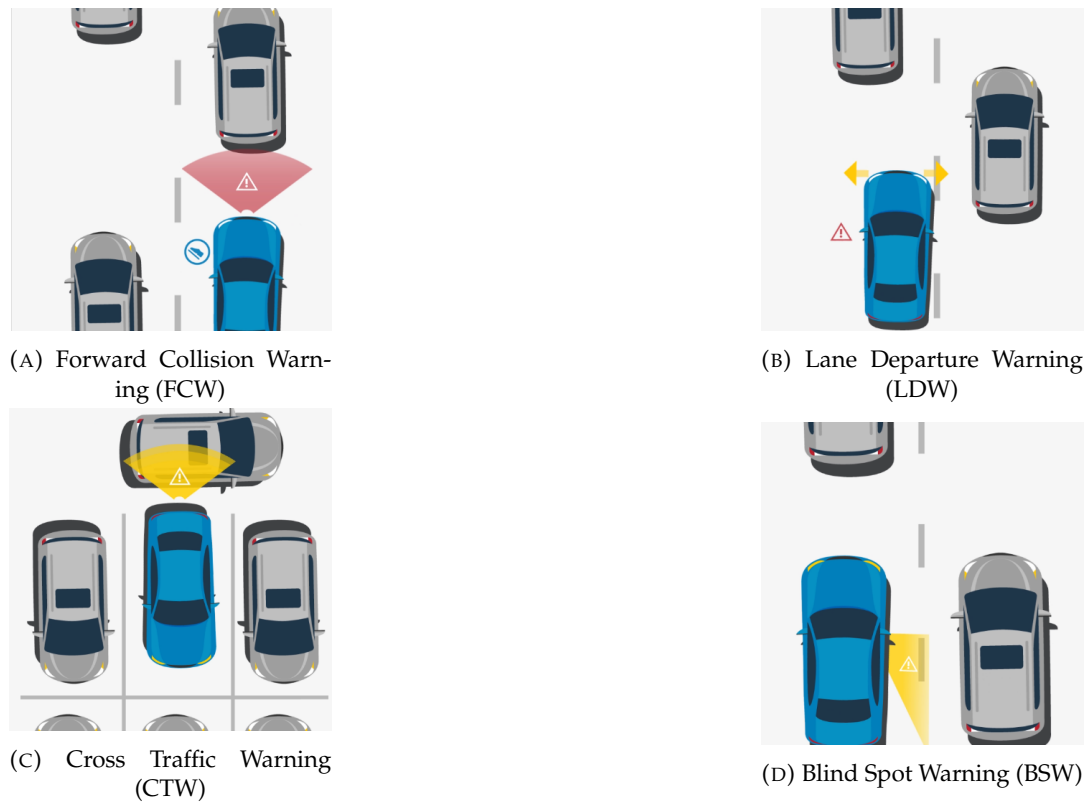 (A) Forward Collision Warn-
ing (FCW)
(B) Lane Departure Warning
(LDW)
(C) Cross Traffic Warning
(CTW)
(D) Blind Spot Warning (BSW)